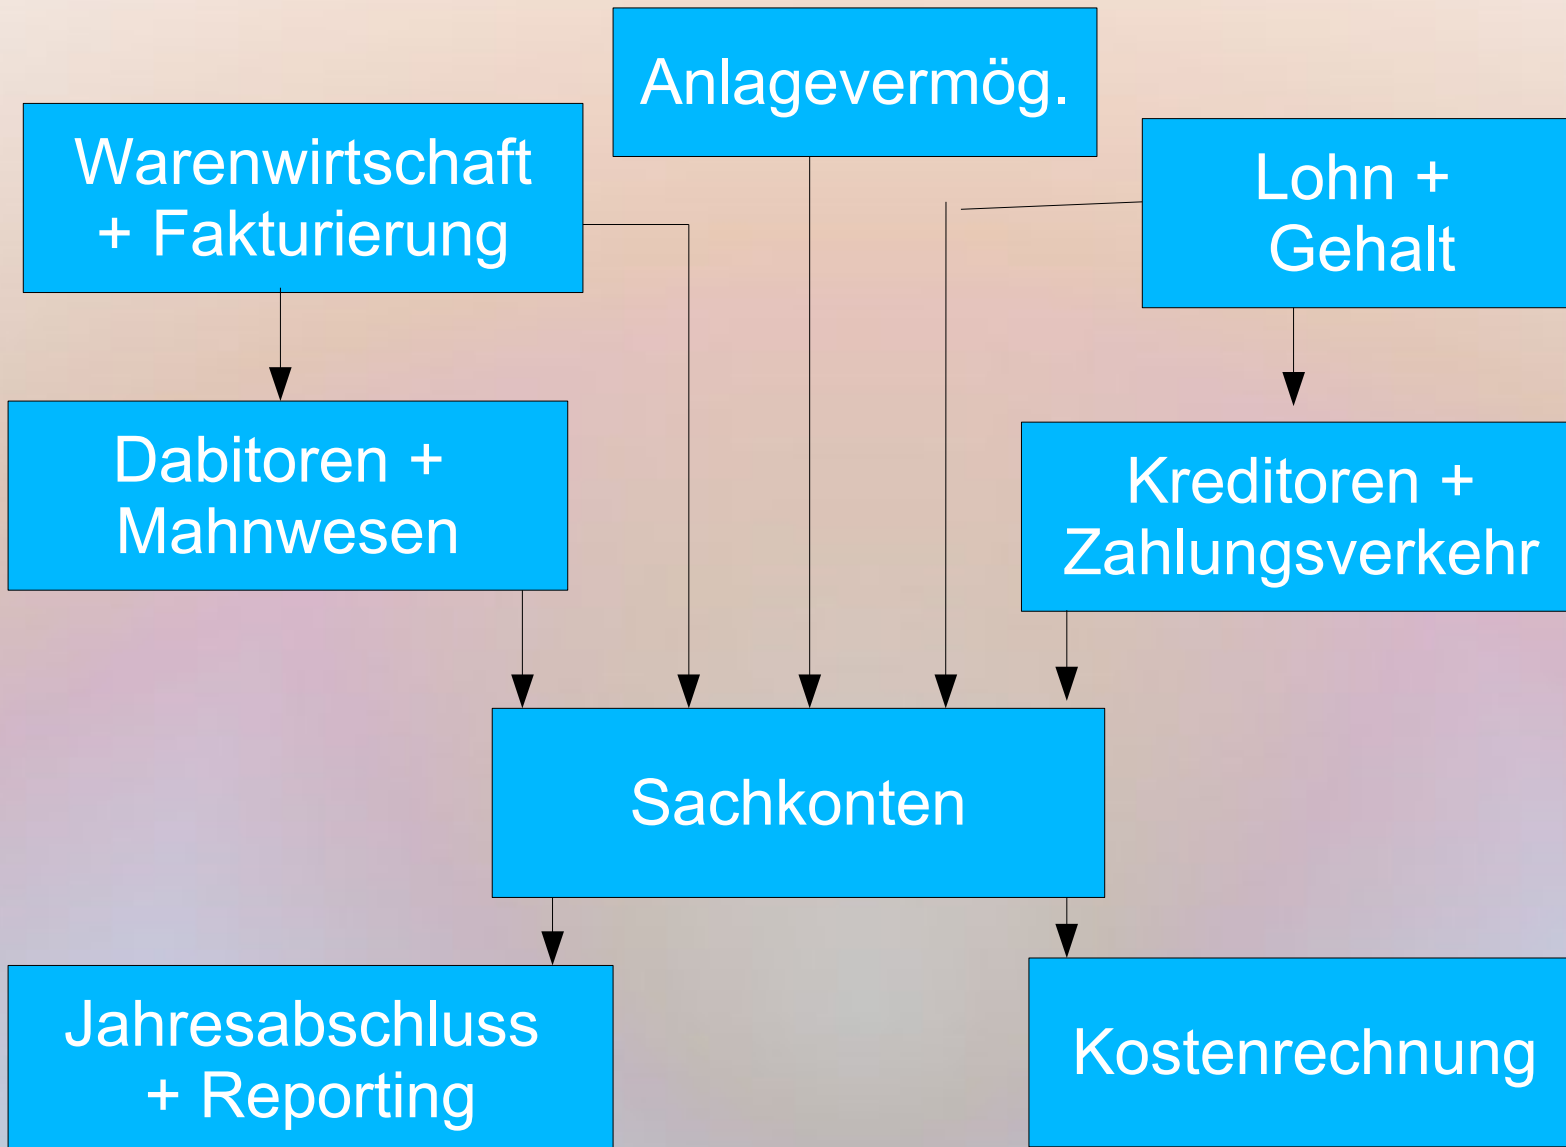 Anlagevermög.
Warenwirtschaft
+ Fakturierung
Lohn +
Gehalt
Dabitoren +
Mahnwesen
Kreditoren +
Zahlungsverkehr
Sachkonten
Jahresabschluss
+ Reporting
Kostenrechnung